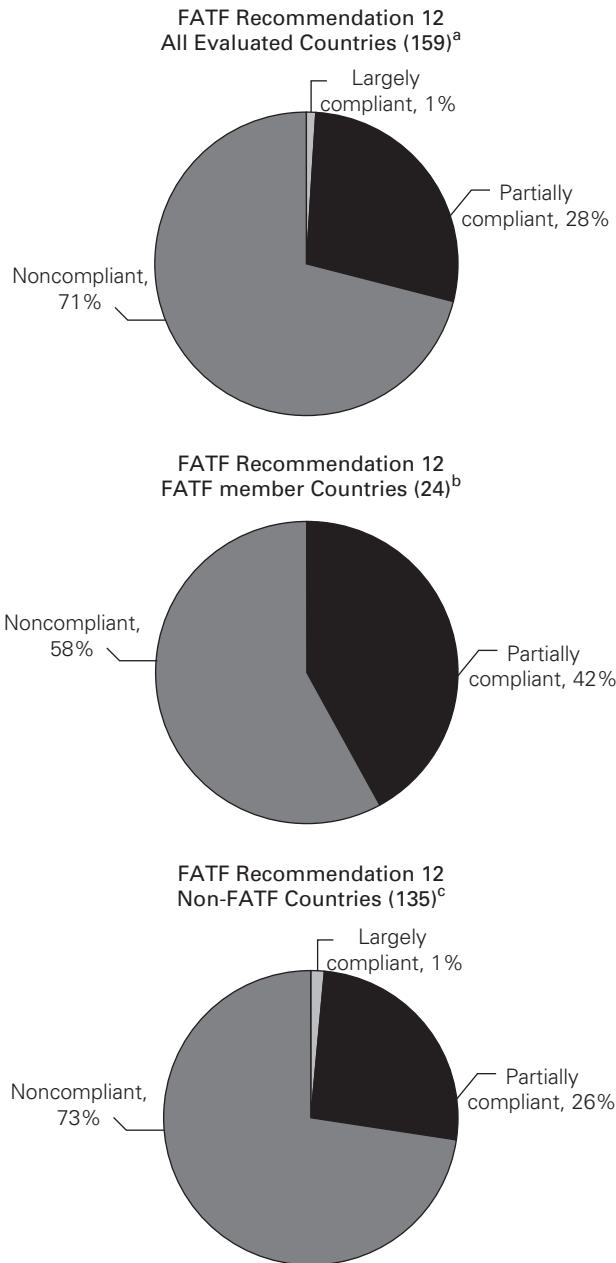 FATF Recommendation 12
All Evaluated Countries (159)a
Largely
compliant, 1%
Partially
compliant, 28%
Noncompliant,
71%
FATF Recommendation 12
FATF member Countries (24)b
Noncompliant,
58%
Partially
compliant, 42%
FATF Recommendation 12
Non-FATF Countries (135)c
Largely
compliant, 1%
Partially
compliant, 26%
Noncompliant,
73%